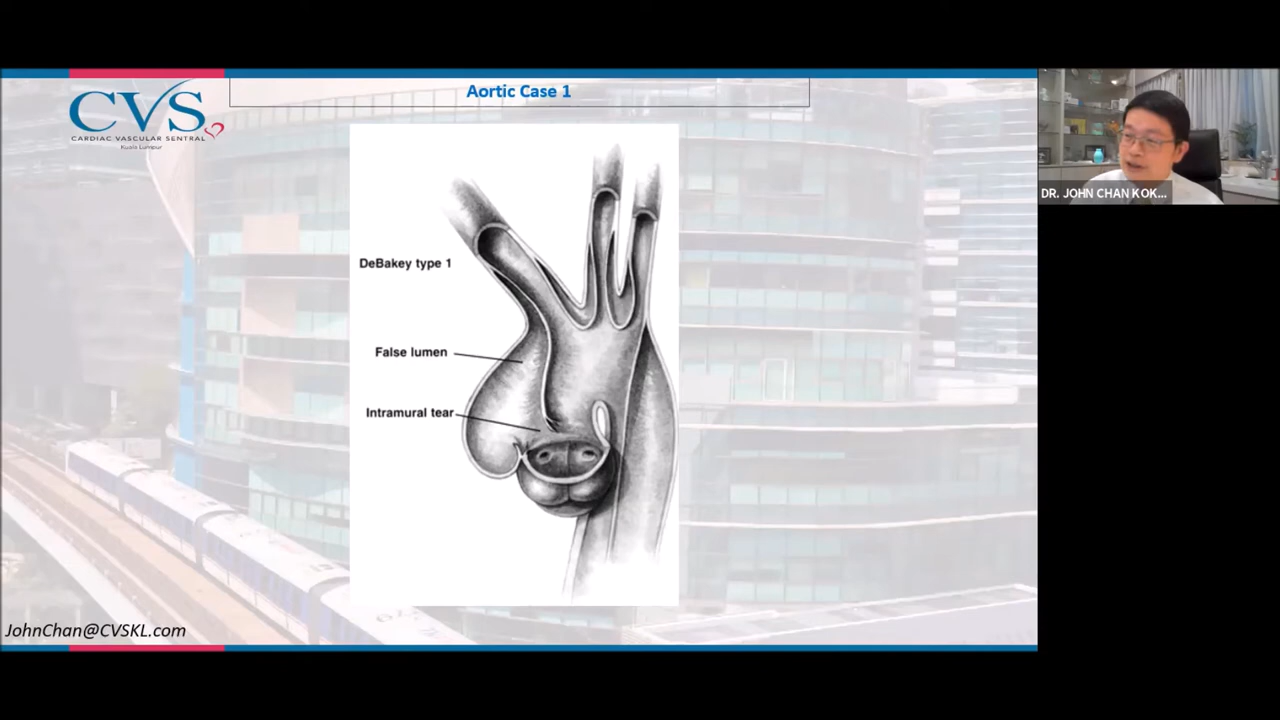 Aortic Case 1
CVS
CARDIAC VASCULAR SENTRAL
Kuala Lumpur
DeBakey type 1
False lumen
Intramural tear
JohnChan@CVSKL.com
DR. JOHN CHAN KOK...